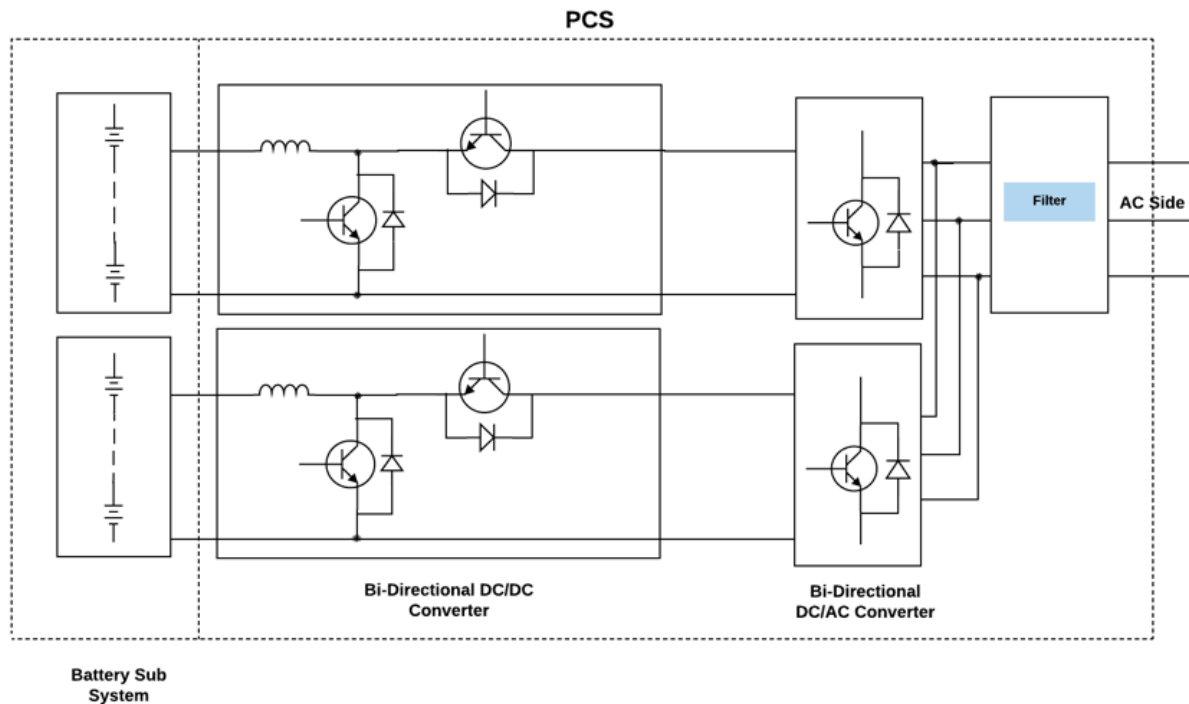 PCS
Filter
AC Side
Bi-Directional DC/DC
Converter
Bi-Directional
DC/AC Converter
Battery Sub
System